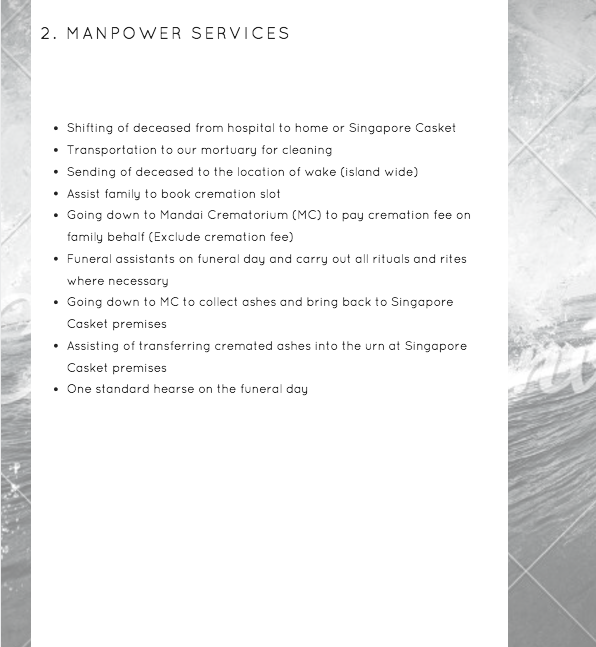 2. MANPOWER SERVICES
• Shifting of deceased from hospital to home or Singapore Casket
• Transportation to our mortuary for cleaning
• Sending of deceased to the location of wake (island wide)
• Assist family to book cremation slot
• Going down to Mandai Crematorium (MC) to pay cremation fee on
family behalf (Exclude cremation fee)
• Funeral assistants on funeral day and carry out all rituals and rites
where necessary
• Going down to MC to collect ashes and bring back to Singapore
Casket premises
• Assisting of transferring cremated ashes into the urn at Singapore
Casket premises
• One standard hearse on the funeral day